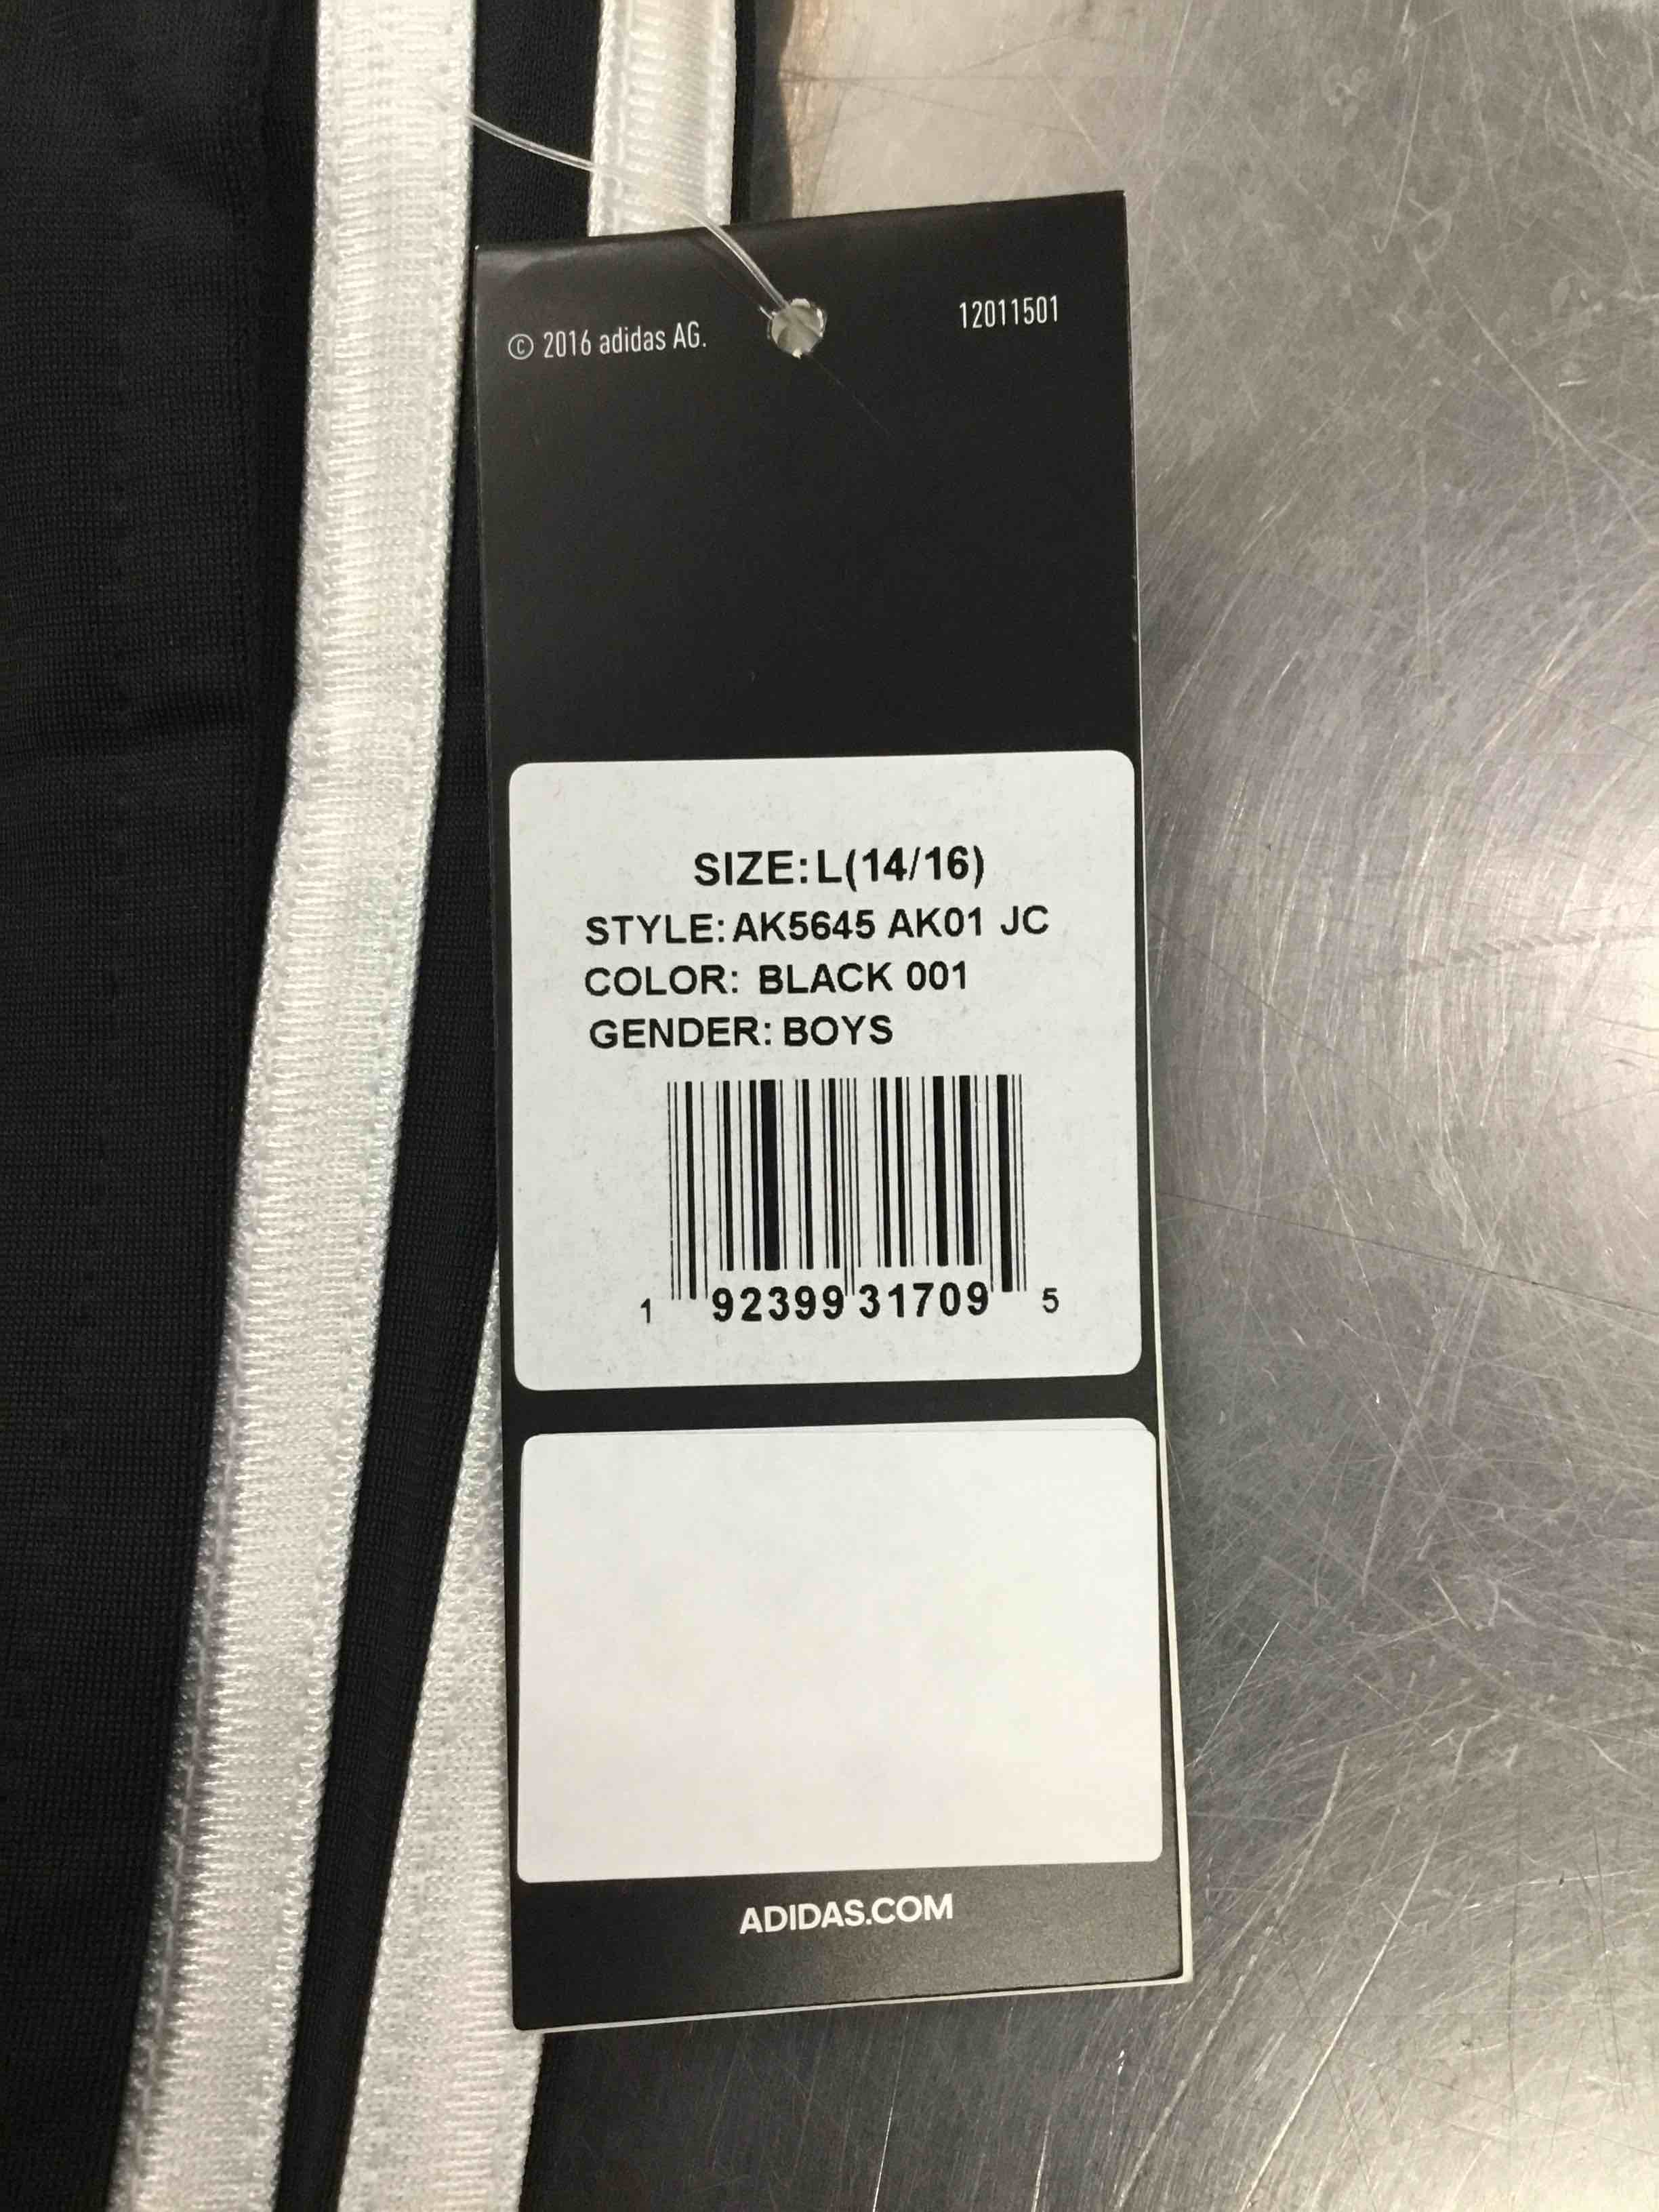 © 2016 adidas AG.
12011501
SIZE: L(14/16)
STYLE: AK5645 AK01 JC
COLOR: BLACK 001
GENDER: BOYS
1 92399 31709 5
ADIDAS.COM